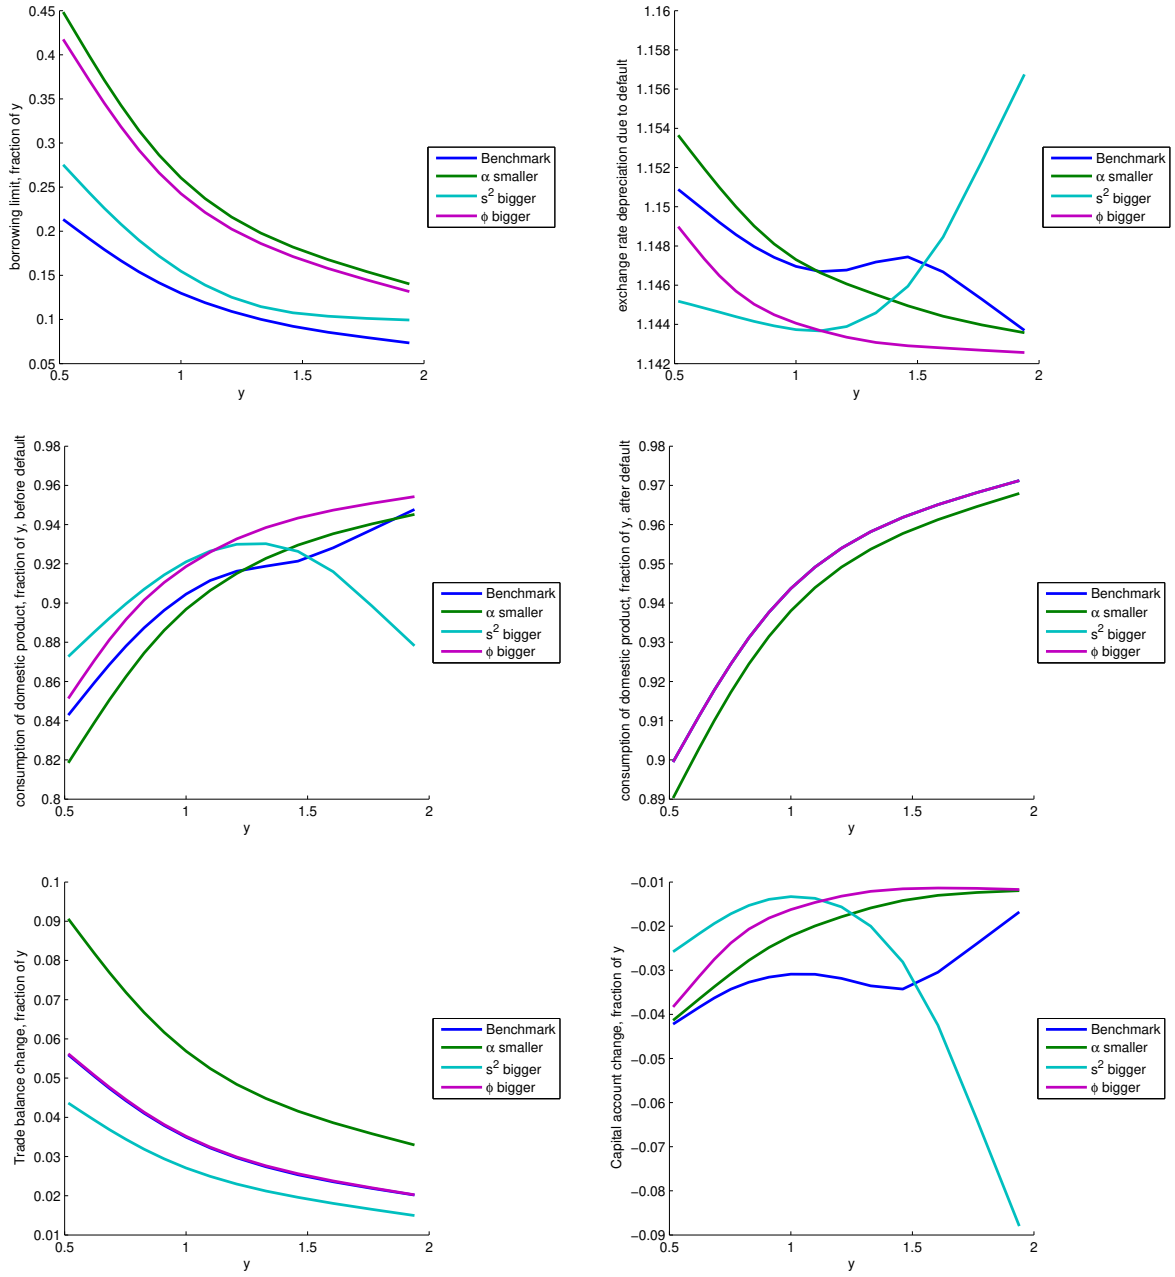 borrowing limit, fraction of y
0.45
0.4
0.35
0.3
0.25
0.2
0.15
0.1
0.05
0.5
1
1.5
2
y
Benchmark
α smaller
s² bigger
ϕ bigger
exchange rate depreciation due to default
1.16
1.158
1.156
1.154
1.152
1.15
1.148
1.146
1.144
1.142
0.5
1
1.5
2
y
Benchmark
α smaller
s² bigger
ϕ bigger
consumption of domestic product, fraction of y, before default
0.98
0.96
0.94
0.92
0.9
0.88
0.86
0.84
0.82
0.8
0.5
1
1.5
2
y
Benchmark
α smaller
s² bigger
ϕ bigger
consumption of domestic product, fraction of y, after default
0.98
0.97
0.96
0.95
0.94
0.93
0.92
0.91
0.9
0.89
0.5
1
1.5
2
y
Benchmark
α smaller
s² bigger
ϕ bigger
Trade balance change, fraction of y
0.1
0.09
0.08
0.07
0.06
0.05
0.04
0.03
0.02
0.01
0.5
1
1.5
2
y
Benchmark
α smaller
s² bigger
ϕ bigger
Capital account change, fraction of y
−0.01
−0.02
−0.03
−0.04
−0.05
−0.06
−0.07
−0.08
−0.09
0.5
1
1.5
2
y
Benchmark
α smaller
s² bigger
ϕ bigger